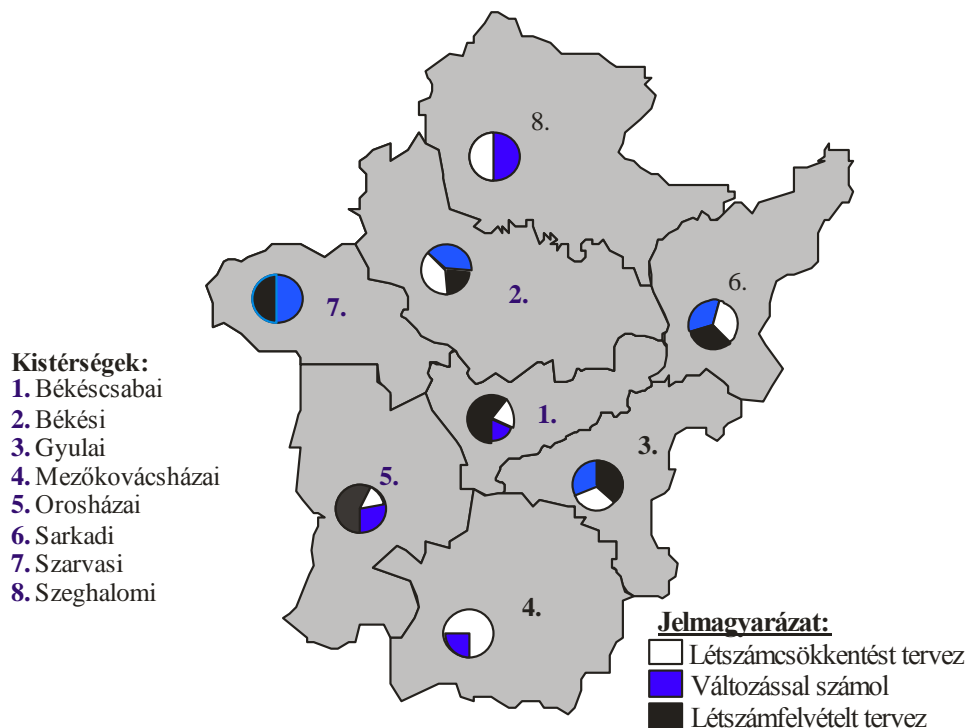 8.
6.
7.
2.
Kistérségek:
1. Békéscsabai
2. Békési
3. Gyulai
4. Mezőkovácsházai
5. Orosházai
6. Sarkadi
7. Szarvasi
8. Szeghalomi
1.
3.
5.
4.
Jelmagyarázat:
Létszámcsökkentést tervez
Változással számol
Létszámfelvételt tervez